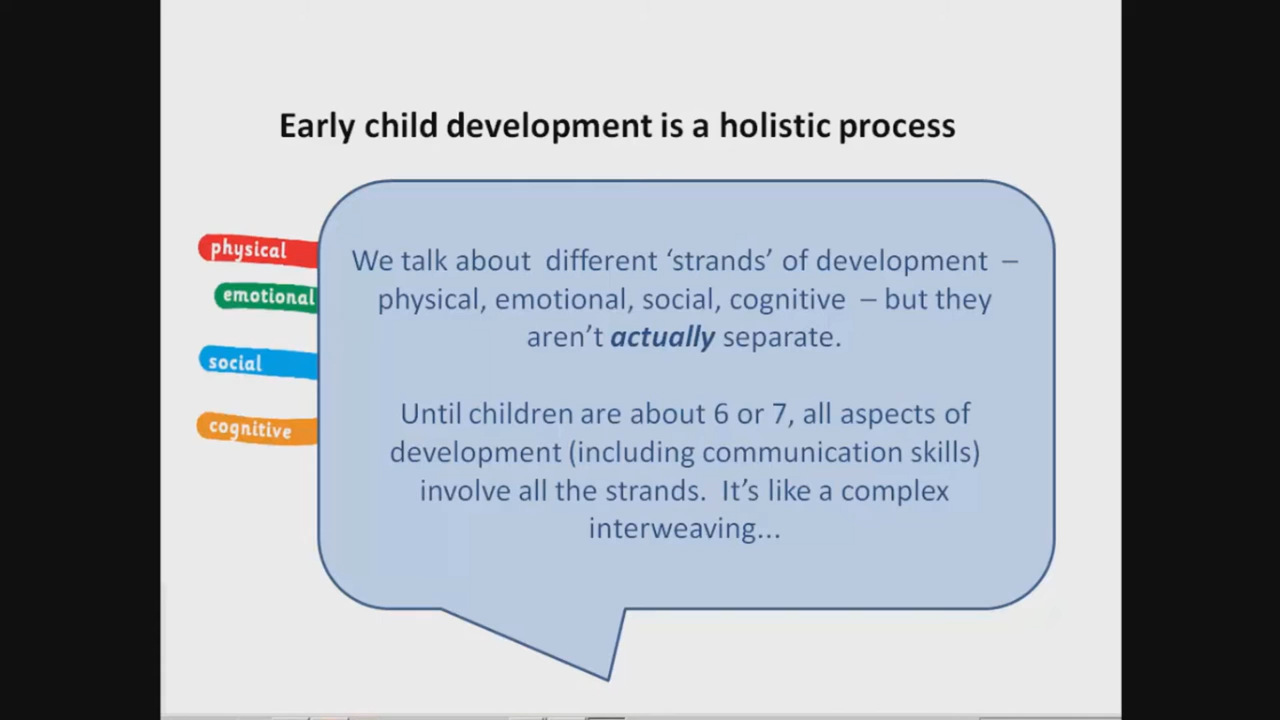 Early child development is a holistic process
physical
emotional
social
cognitive
We talk about different ‘strands’ of development –
physical, emotional, social, cognitive – but they
aren’t actually separate.
Until children are about 6 or 7, all aspects of
development (including communication skills)
involve all the strands. It’s like a complex
interweaving...